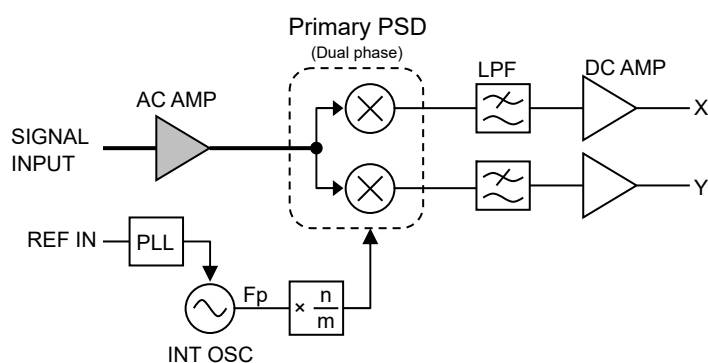 Primary PSD
(Dual phase)
LPF
DC AMP
AC AMP
X
SIGNAL
INPUT
Y
REF IN
PLL
Fp
× n
m
INT OSC